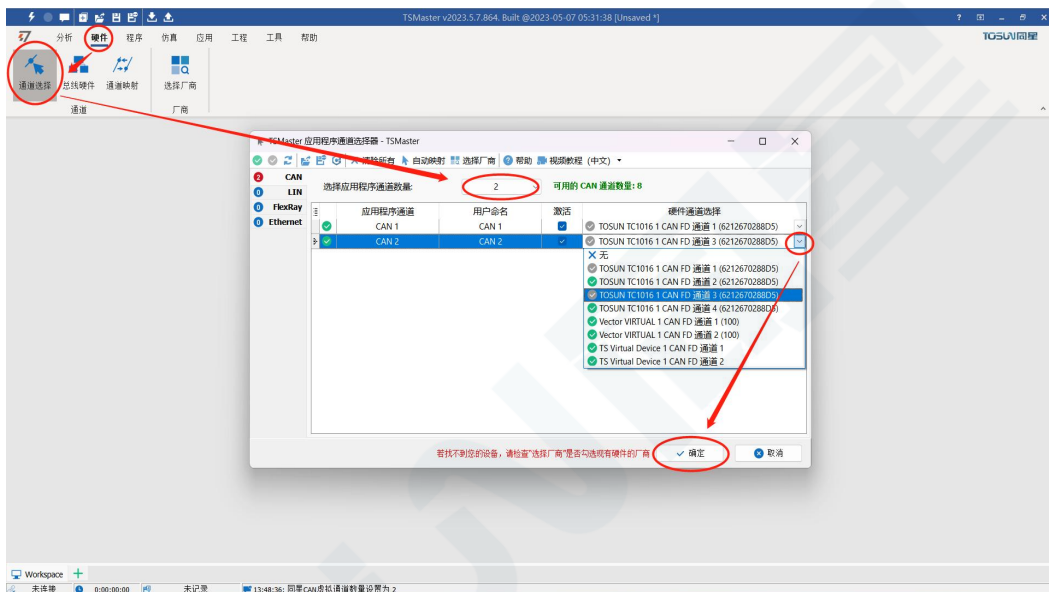 TSMaster v2023.5.7.864. Built @2023-05-07 05:31:38 [Unsaved *]
分析 硬件 程序 仿真 应用 工程 工具 帮助
TOSUN同星
通道选择 总线硬件 通道映射 选择厂商
通道 厂商
TSMaster 应用程序通道选择器 - TSMaster
清除所有 自动映射 选择厂商 帮助 视频教程 (中文)
2 CAN
0 LIN
0 FlexRay
0 Ethernet
选择应用程序通道数量: 2 可用的 CAN 通道数量: 8
应用程序通道 用户命名 激活 硬件通道选择
CAN 1 CAN 1 TOSUN TC1016 1 CAN FD 通道 1 (6212670288D5)
CAN 2 CAN 2 TOSUN TC1016 1 CAN FD 通道 3 (6212670288D5)
无
TOSUN TC1016 1 CAN FD 通道 1 (6212670288D5)
TOSUN TC1016 1 CAN FD 通道 2 (6212670288D5)
TOSUN TC1016 1 CAN FD 通道 3 (6212670288D5)
TOSUN TC1016 1 CAN FD 通道 4 (6212670288D5)
Vector VIRTUAL 1 CAN FD 通道 1 (100)
Vector VIRTUAL 1 CAN FD 通道 2 (100)
TS Virtual Device 1 CAN FD 通道 1
TS Virtual Device 1 CAN FD 通道 2
若找不到您的设备，请检查"选择厂商"是否勾选现有硬件的厂商 确定 取消
Workspace
未连接 0:00:00:00 未记录 13:48:36: 同星CAN虚拟通道数量设置为 2